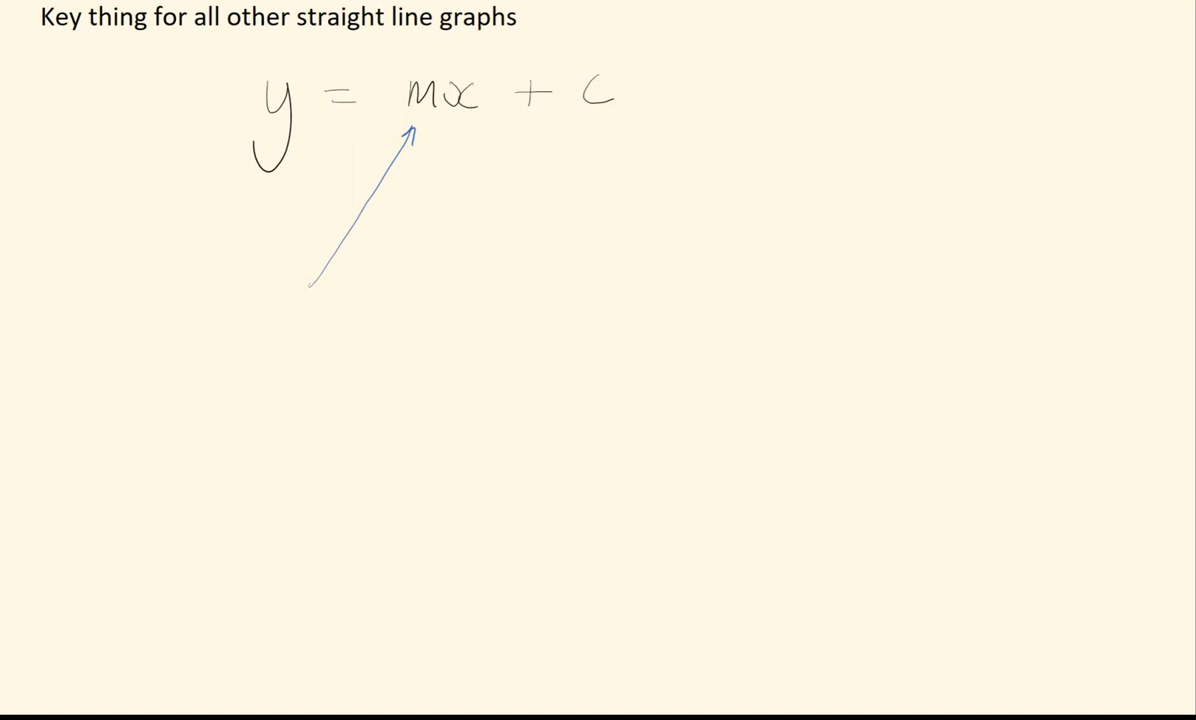 Key thing for all other straight line graphs
y = mx + c